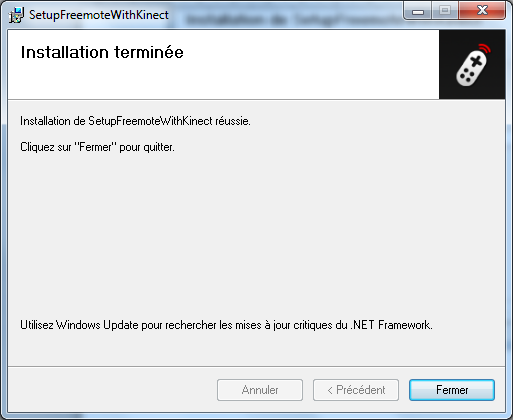 SetupFreemoteWithKinect
Installation terminée
Installation de SetupFreemoteWithKinect réussie.
Cliquez sur "Fermer" pour quitter.
Utilisez Windows Update pour rechercher les mises à jour critiques du .NET Framework.
Annuler
< Précédent
Fermer